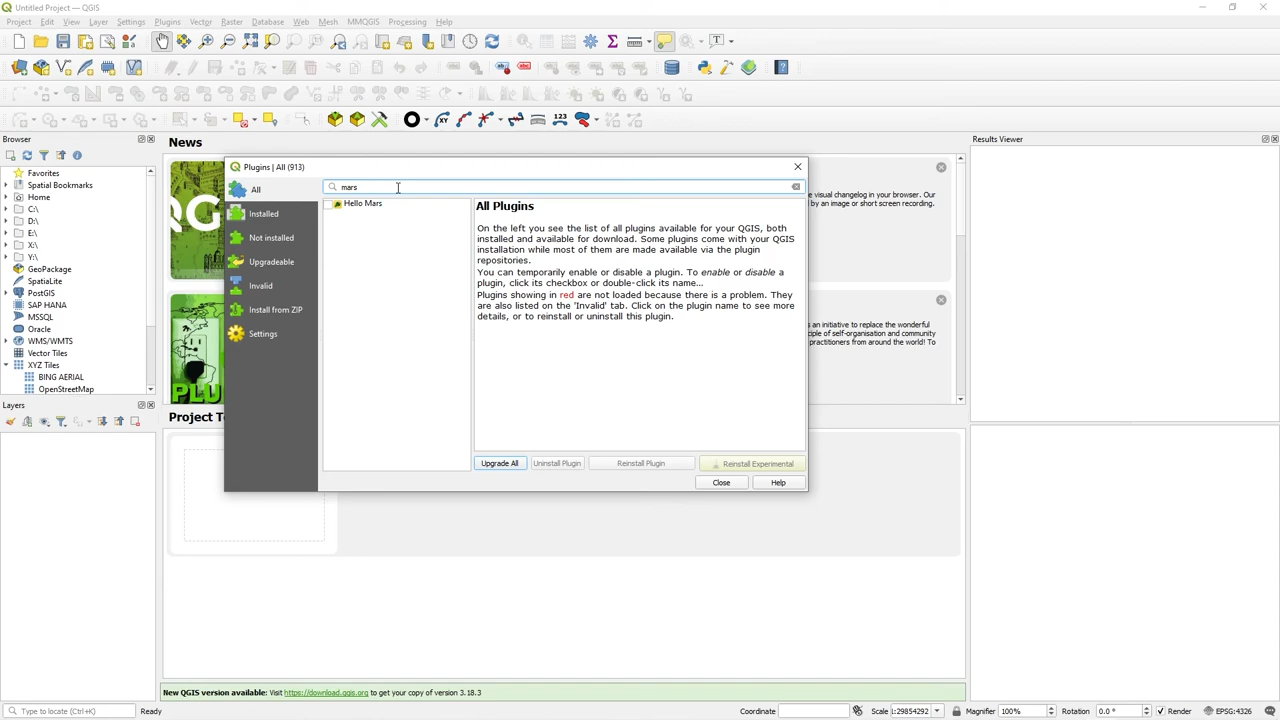 Untitled Project — QGIS
Project Edit View Layer Settings Plugins Vector Raster Database Web Mesh MMQGIS Processing Help
Browser
Favorites
Spatial Bookmarks
Home
C:\
D:\
E:\
X:\
Y:\
GeoPackage
SpatiaLite
PostGIS
SAP HANA
MSSQL
Oracle
WMS/WMTS
Vector Tiles
XYZ Tiles
BING AERIAL
OpenStreetMap
Layers
News
QG
PLU
visual changelog in your browser. Our
by an image or short screen recording.
s an initiative to replace the wonderful
ciple of self-organisation and community
practitioners from around the world! To
Project T
Plugins | All (913)
All
Installed
Not installed
Upgradeable
Invalid
Install from ZIP
Settings
mars
Hello Mars
All Plugins
On the left you see the list of all plugins available for your QGIS, both
installed and available for download. Some plugins come with your QGIS
installation while most of them are made available via the plugin
repositories.
You can temporarily enable or disable a plugin. To enable or disable a
plugin, click its checkbox or double-click its name...
Plugins showing in red are not loaded because there is a problem. They
are also listed on the 'Invalid' tab. Click on the plugin name to see more
details, or to reinstall or uninstall this plugin.
Upgrade All Uninstall Plugin Reinstall Plugin Reinstall Experimental
Close Help
Results Viewer
New QGIS version available: Visit https://download.qgis.org to get your copy of version 3.18.3
Type to locate (Ctrl+K) Ready Coordinate Scale 1:29854292 Magnifier 100% Rotation 0.0 ° Render EPSG:4326